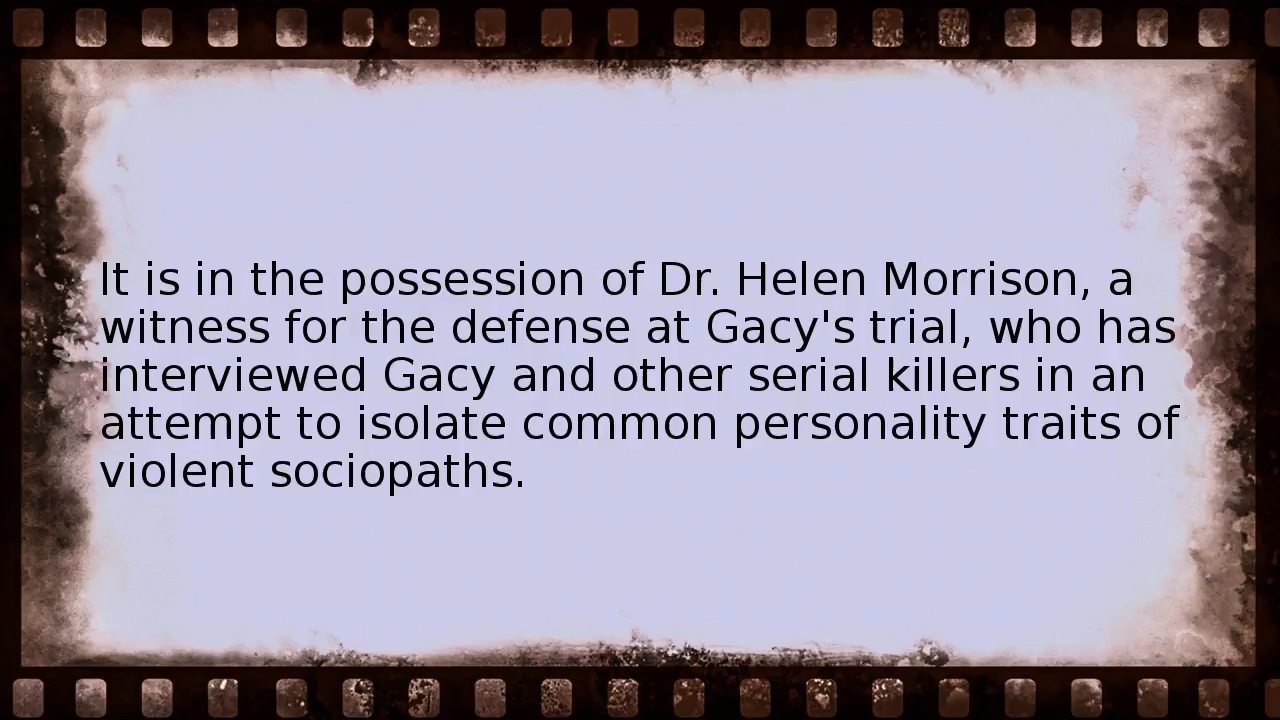 It is in the possession of Dr. Helen Morrison, a
witness for the defense at Gacy's trial, who has
interviewed Gacy and other serial killers in an
attempt to isolate common personality traits of
violent sociopaths.